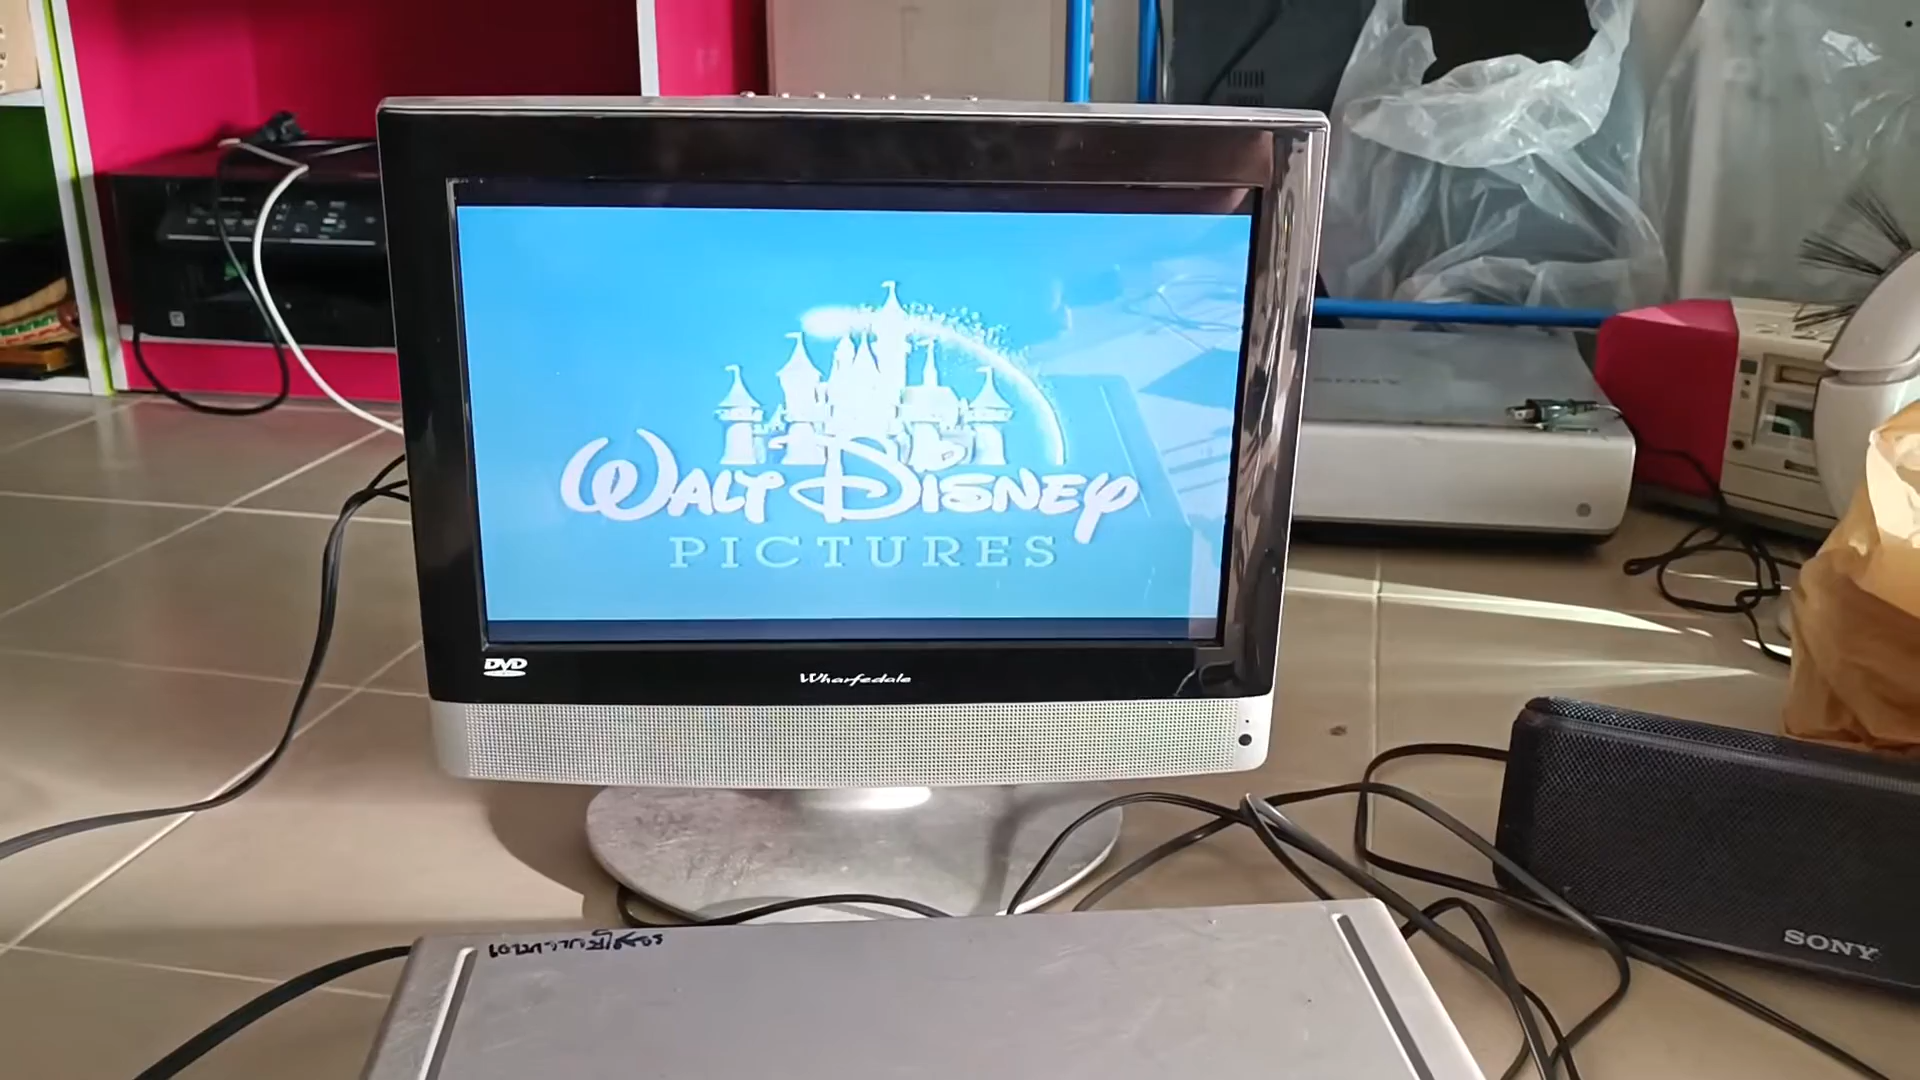 WALT DISNEY
PICTURES
DVD
Wharfedale
SONY